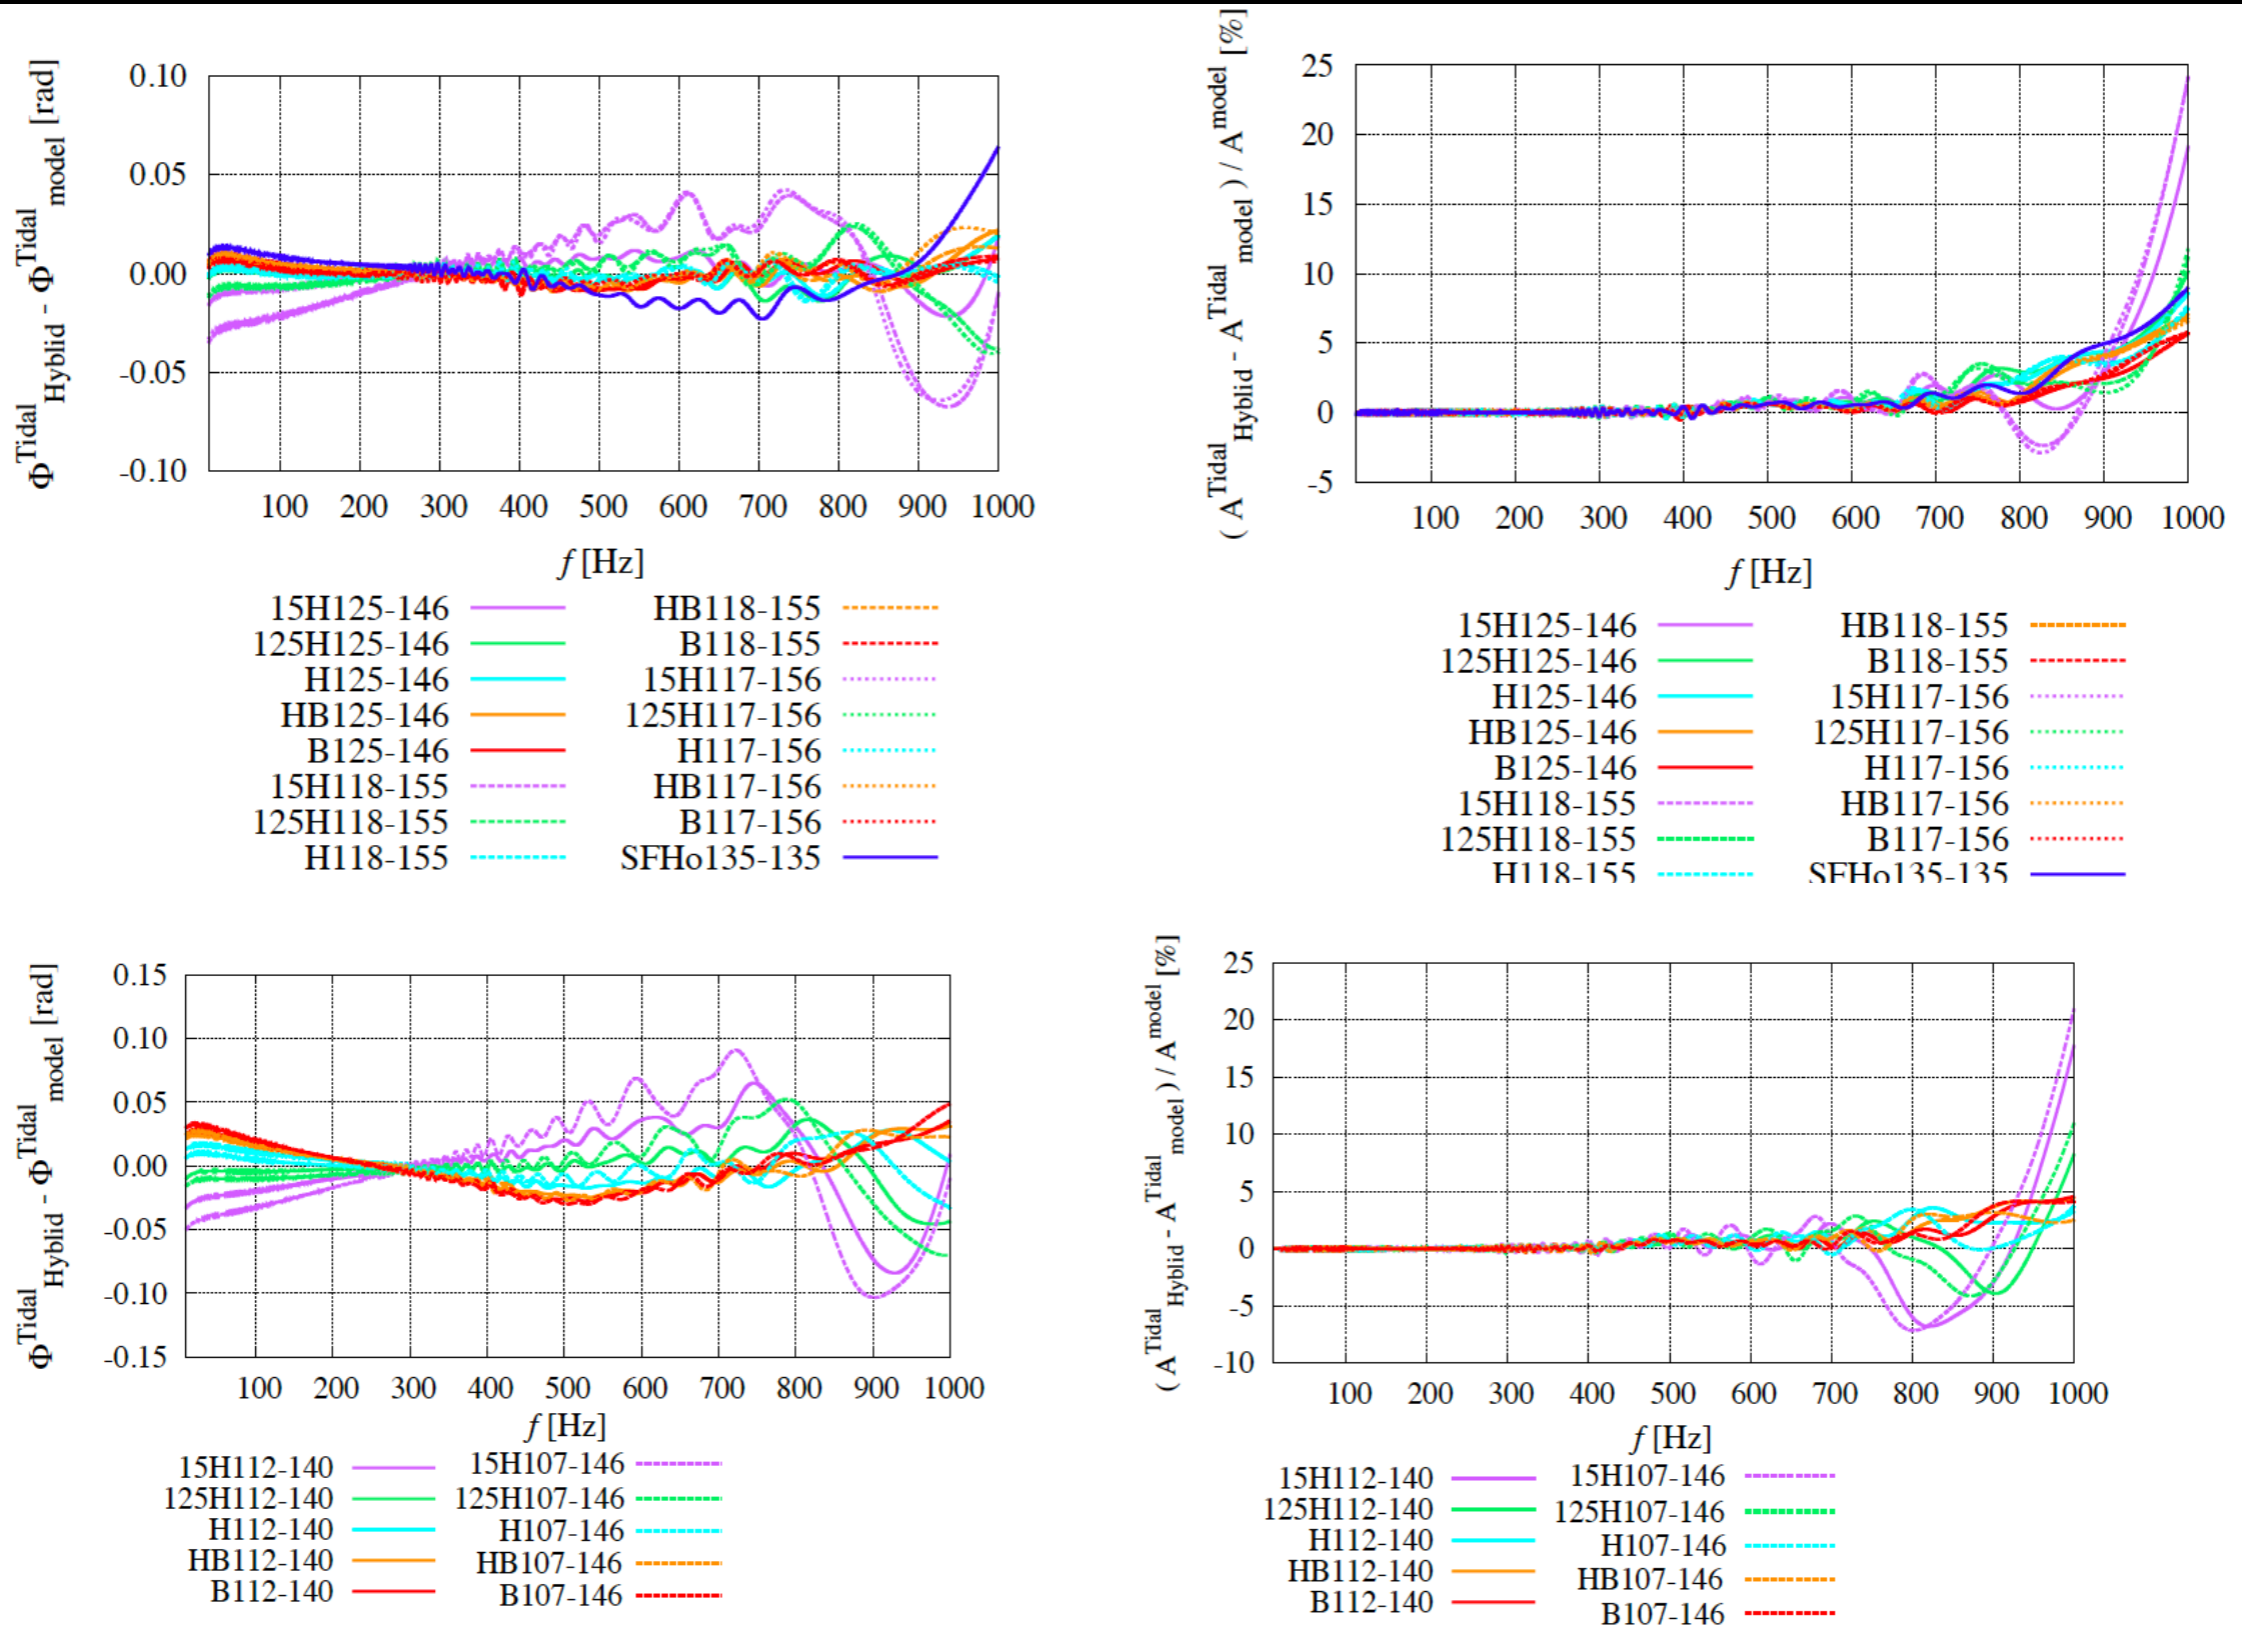 Φ^Tidal_Hyblid - Φ^Tidal_model [rad]
0.10
0.05
0.00
-0.05
-0.10
100 200 300 400 500 600 700 800 900 1000
f [Hz]
15H125-146 HB118-155
125H125-146 B118-155
H125-146 15H117-156
HB125-146 125H117-156
B125-146 H117-156
15H118-155 HB117-156
125H118-155 B117-156
H118-155 SFHo135-135
( A^Tidal_Hyblid - A^Tidal_model ) / A^model [%]
25
20
15
10
5
0
-5
100 200 300 400 500 600 700 800 900 1000
f [Hz]
15H125-146 HB118-155
125H125-146 B118-155
H125-146 15H117-156
HB125-146 125H117-156
B125-146 H117-156
15H118-155 HB117-156
125H118-155 B117-156
H118-155 SFHo135-135
Φ^Tidal_Hyblid - Φ^Tidal_model [rad]
0.15
0.10
0.05
0.00
-0.05
-0.10
-0.15
100 200 300 400 500 600 700 800 900 1000
f [Hz]
15H112-140 15H107-146
125H112-140 125H107-146
H112-140 H107-146
HB112-140 HB107-146
B112-140 B107-146
( A^Tidal_Hyblid - A^Tidal_model ) / A^model [%]
25
20
15
10
5
0
-5
-10
100 200 300 400 500 600 700 800 900 1000
f [Hz]
15H112-140 15H107-146
125H112-140 125H107-146
H112-140 H107-146
HB112-140 HB107-146
B112-140 B107-146